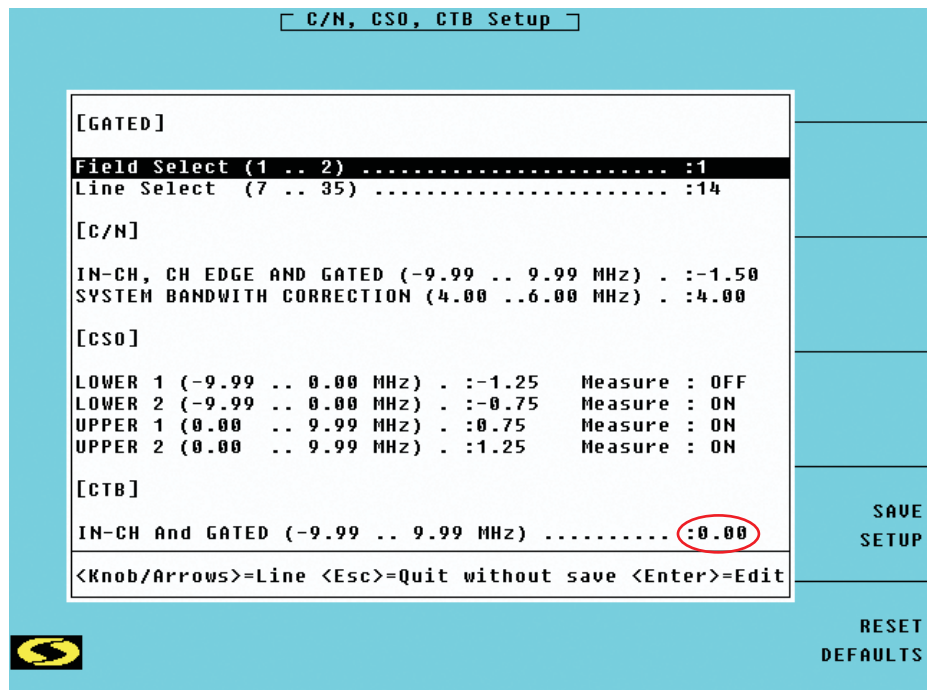 C/N, CSO, CTB Setup
[GATED]
Field Select (1 .. 2) ........................ :1
Line Select (7 .. 35) ....................... :14
[C/N]
IN-CH, CH EDGE AND GATED (-9.99 .. 9.99 MHz) . :-1.50
SYSTEM BANDWITH CORRECTION (4.00 ..6.00 MHz) . :4.00
[CSO]
LOWER 1 (-9.99 .. 0.00 MHz) . :-1.25 Measure : OFF
LOWER 2 (-9.99 .. 0.00 MHz) . :-0.75 Measure : ON
UPPER 1 (0.00 .. 9.99 MHz) . :0.75 Measure : ON
UPPER 2 (0.00 .. 9.99 MHz) . :1.25 Measure : ON
[CTB]
IN-CH And GATED (-9.99 .. 9.99 MHz) .......... :0.00
<Knob/Arrows>=Line <Esc>=Quit without save <Enter>=Edit
SAVE
SETUP
RESET
DEFAULTS